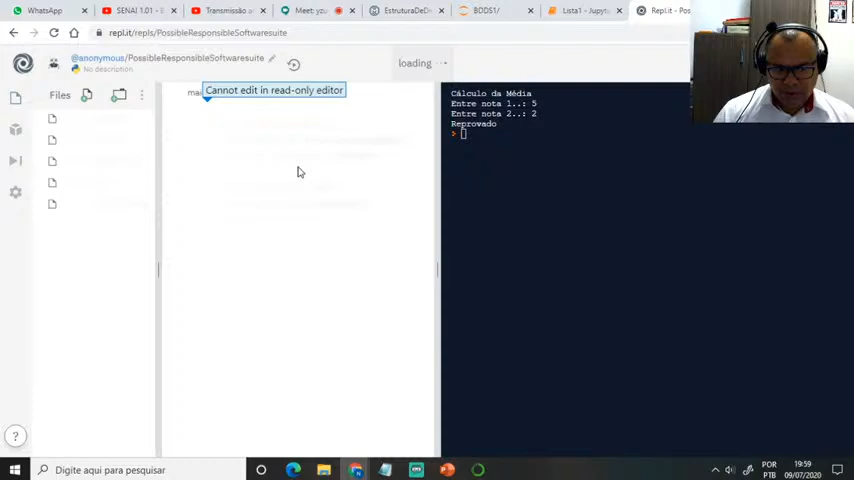 WhatsApp
SENAI 1.01 - E
Transmissão a
Meet: yzu
EstruturaDeD
BDDS1/
Lista1 - Jupyt
Repl.it - Pos
repl.it/repls/PossibleResponsibleSoftwaresuite
@anonymous/PossibleResponsibleSoftwaresuite
No description
loading ···
Files
ma
Cannot edit in read-only editor
Cálculo da Média
Entre nota 1..: 5
Entre nota 2..: 2
Reprovado
>
?
Digite aqui para pesquisar
POR
PTB
19:59
09/07/2020